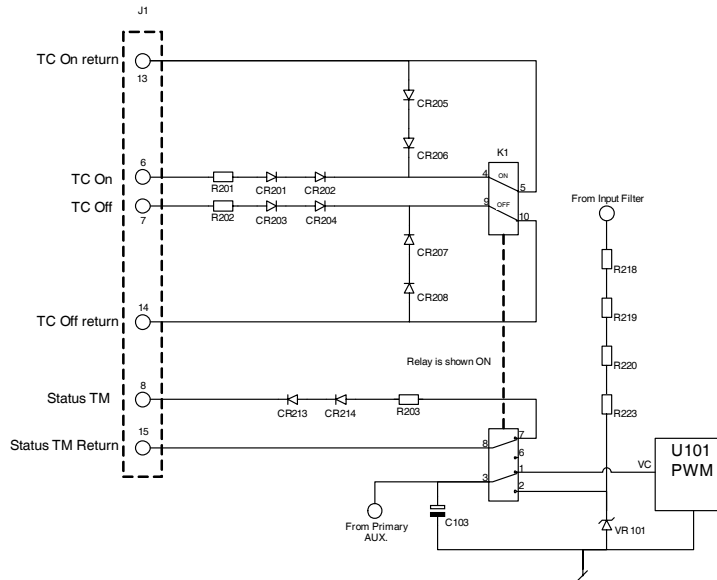 J1
TC On return
13
CR205
CR206
K1
6
TC On
R201
CR201
CR202
4
ON
5
TC Off
7
R202
CR203
CR204
9
OFF
10
From Input Filter
CR207
CR208
R218
R219
14
TC Off return
Relay is shown ON
R220
8
Status TM
CR213
CR214
R203
R223
15
Status TM Return
7
8
6
1
VC
U101
PWM
3
2
From Primary
AUX.
C103
VR101